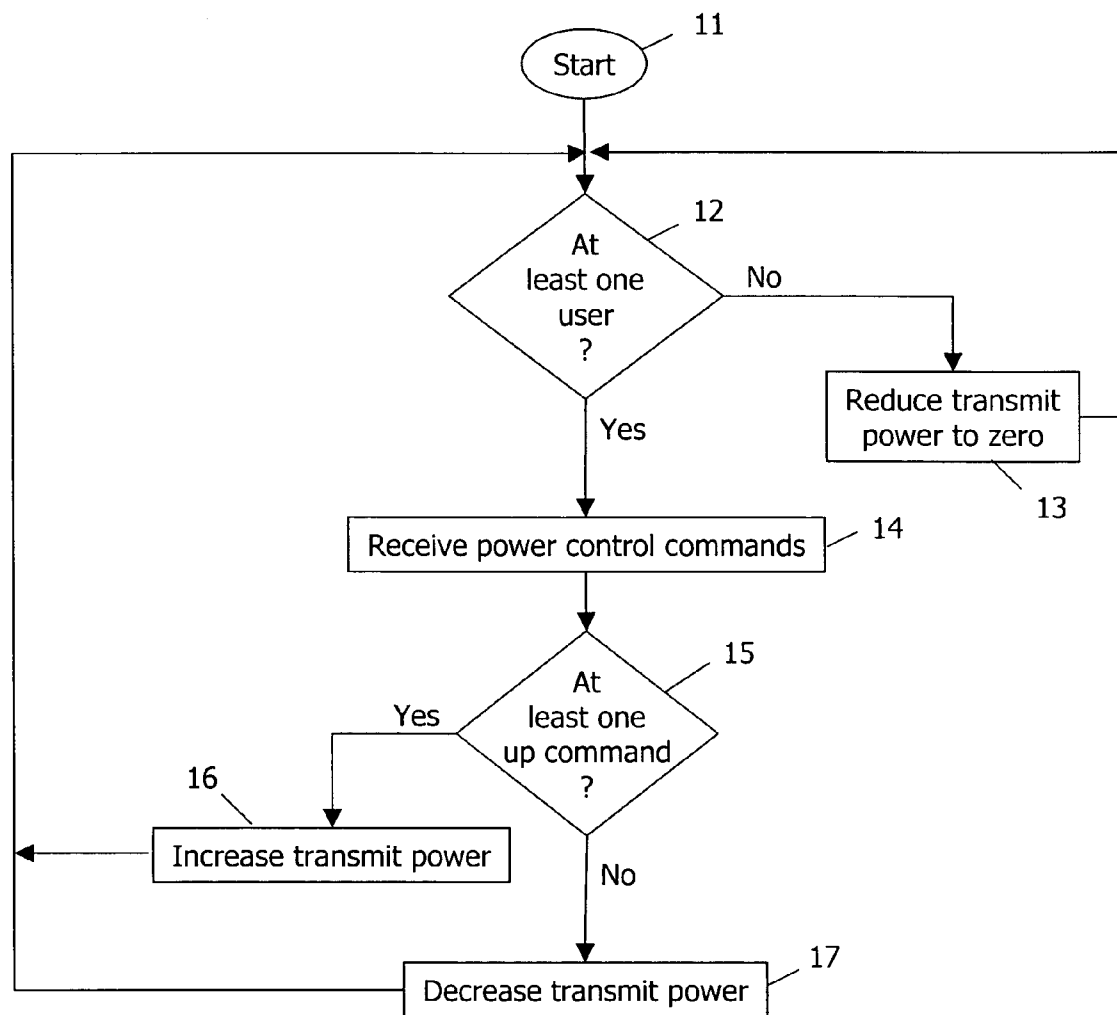 11
Start
12
At
least one
user
?
No
Reduce transmit
power to zero
13
Yes
Receive power control commands
14
15
At
least one
up command
?
Yes
16
Increase transmit power
No
17
Decrease transmit power